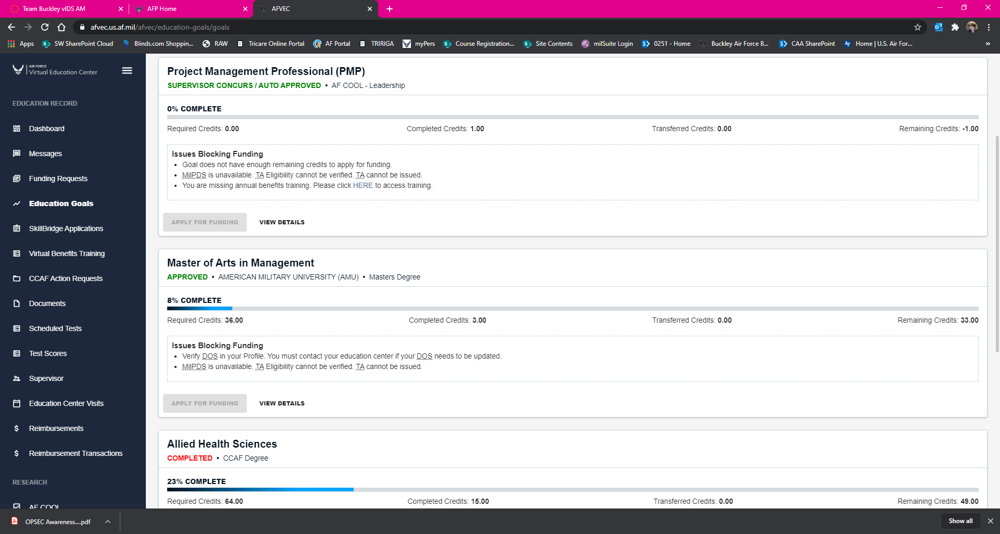 Team Buckley vIDS AM
AFP Home
AFVEC
afvec.us.af.mil/afvec/education-goals/goals
Apps
SW SharePoint Cloud
Blinds.com Shoppin...
RAW
Tricare Online Portal
AF Portal
TRIRIGA
myPers
Course Registration...
Site Contents
milSuite Login
0251 - Home
Buckley Air Force B...
CAA SharePoint
Home | U.S. Air For...
»
AIR FORCE
Virtual Education Center
EDUCATION RECORD
Dashboard
Messages
Funding Requests
Education Goals
SkillBridge Applications
Virtual Benefits Training
CCAF Action Requests
Documents
Scheduled Tests
Test Scores
Supervisor
Education Center Visits
Reimbursements
Reimbursement Transactions
RESEARCH
AF COOL
Project Management Professional (PMP)
SUPERVISOR CONCURS / AUTO APPROVED • AF COOL - Leadership
0% COMPLETE
Required Credits: 0.00 Completed Credits: 1.00 Transferred Credits: 0.00 Remaining Credits: -1.00
Issues Blocking Funding
• Goal does not have enough remaining credits to apply for funding.
• MilPDS is unavailable. TA Eligibility cannot be verified. TA cannot be issued.
• You are missing annual benefits training. Please click HERE to access training.
APPLY FOR FUNDING VIEW DETAILS
Master of Arts in Management
APPROVED • AMERICAN MILITARY UNIVERSITY (AMU) • Masters Degree
8% COMPLETE
Required Credits: 36.00 Completed Credits: 3.00 Transferred Credits: 0.00 Remaining Credits: 33.00
Issues Blocking Funding
• Verify DOS in your Profile. You must contact your education center if your DOS needs to be updated.
• MilPDS is unavailable. TA Eligibility cannot be verified. TA cannot be issued.
APPLY FOR FUNDING VIEW DETAILS
Allied Health Sciences
COMPLETED • CCAF Degree
23% COMPLETE
Required Credits: 64.00 Completed Credits: 15.00 Transferred Credits: 0.00 Remaining Credits: 49.00
OPSEC Awareness....pdf
Show all